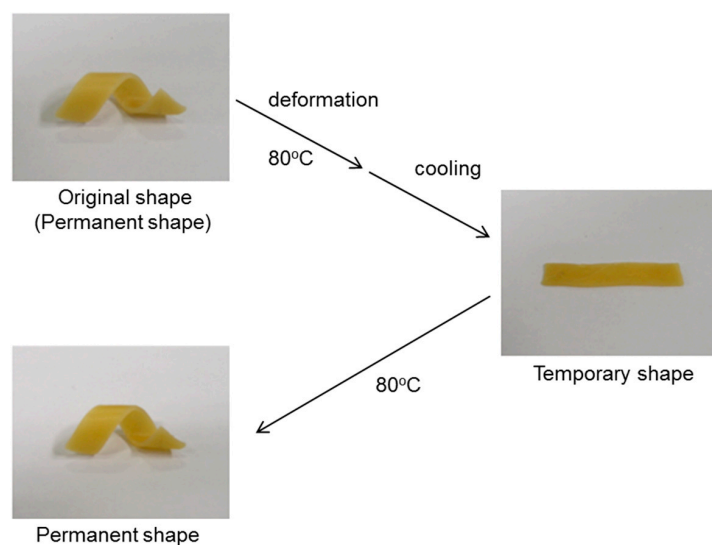 deformation
80°C
cooling
Original shape
(Permanent shape)
Temporary shape
80°C
Permanent shape